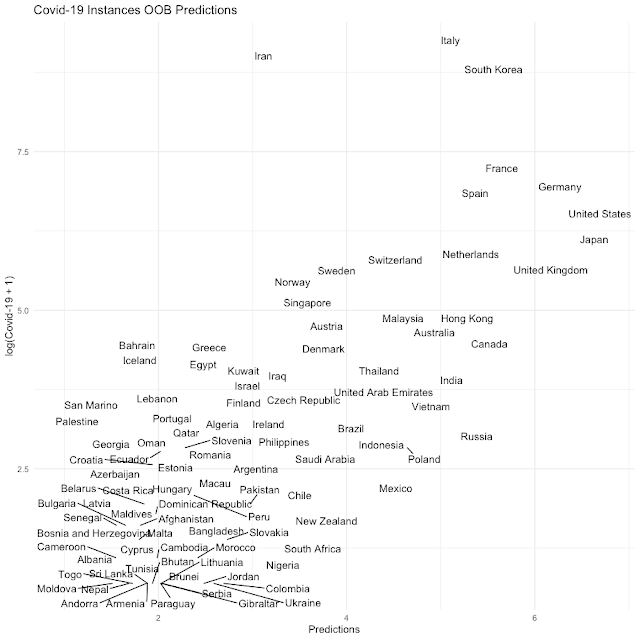 Covid-19 Instances OOB Predictions
Italy
Iran
South Korea
7.5
France
Germany
Spain
United States
Japan
Netherlands
Switzerland
United Kingdom
Sweden
Norway
Singapore
5.0
Malaysia
Hong Kong
Austria
Australia
Canada
Bahrain
Greece
Denmark
Iceland
Egypt
Kuwait
Thailand
Iraq
India
Israel
United Arab Emirates
Lebanon
Finland
Czech Republic
San Marino
Vietnam
Palestine
Portugal
Algeria
Ireland
Brazil
Qatar
Russia
Georgia
Oman
Slovenia
Philippines
Indonesia
Croatia
Ecuador
Romania
Saudi Arabia
Poland
2.5
Estonia
Argentina
Azerbaijan
Macau
Belarus
Costa Rica
Hungary
Pakistan
Mexico
Chile
Bulgaria
Latvia
Dominican Republic
Senegal
Maldives
Afghanistan
Peru
New Zealand
Bosnia and Herzegovina
Malta
Bangladesh
Slovakia
Cameroon
Cyprus
Cambodia
Morocco
South Africa
Albania
Bhutan
Lithuania
Nigeria
Togo
Sri Lanka
Tunisia
Brunei
Jordan
Moldova
Nepal
Serbia
Colombia
Andorra
Armenia
Paraguay
Gibraltar
Ukraine
2
4
6
Predictions
log(Covid-19 + 1)